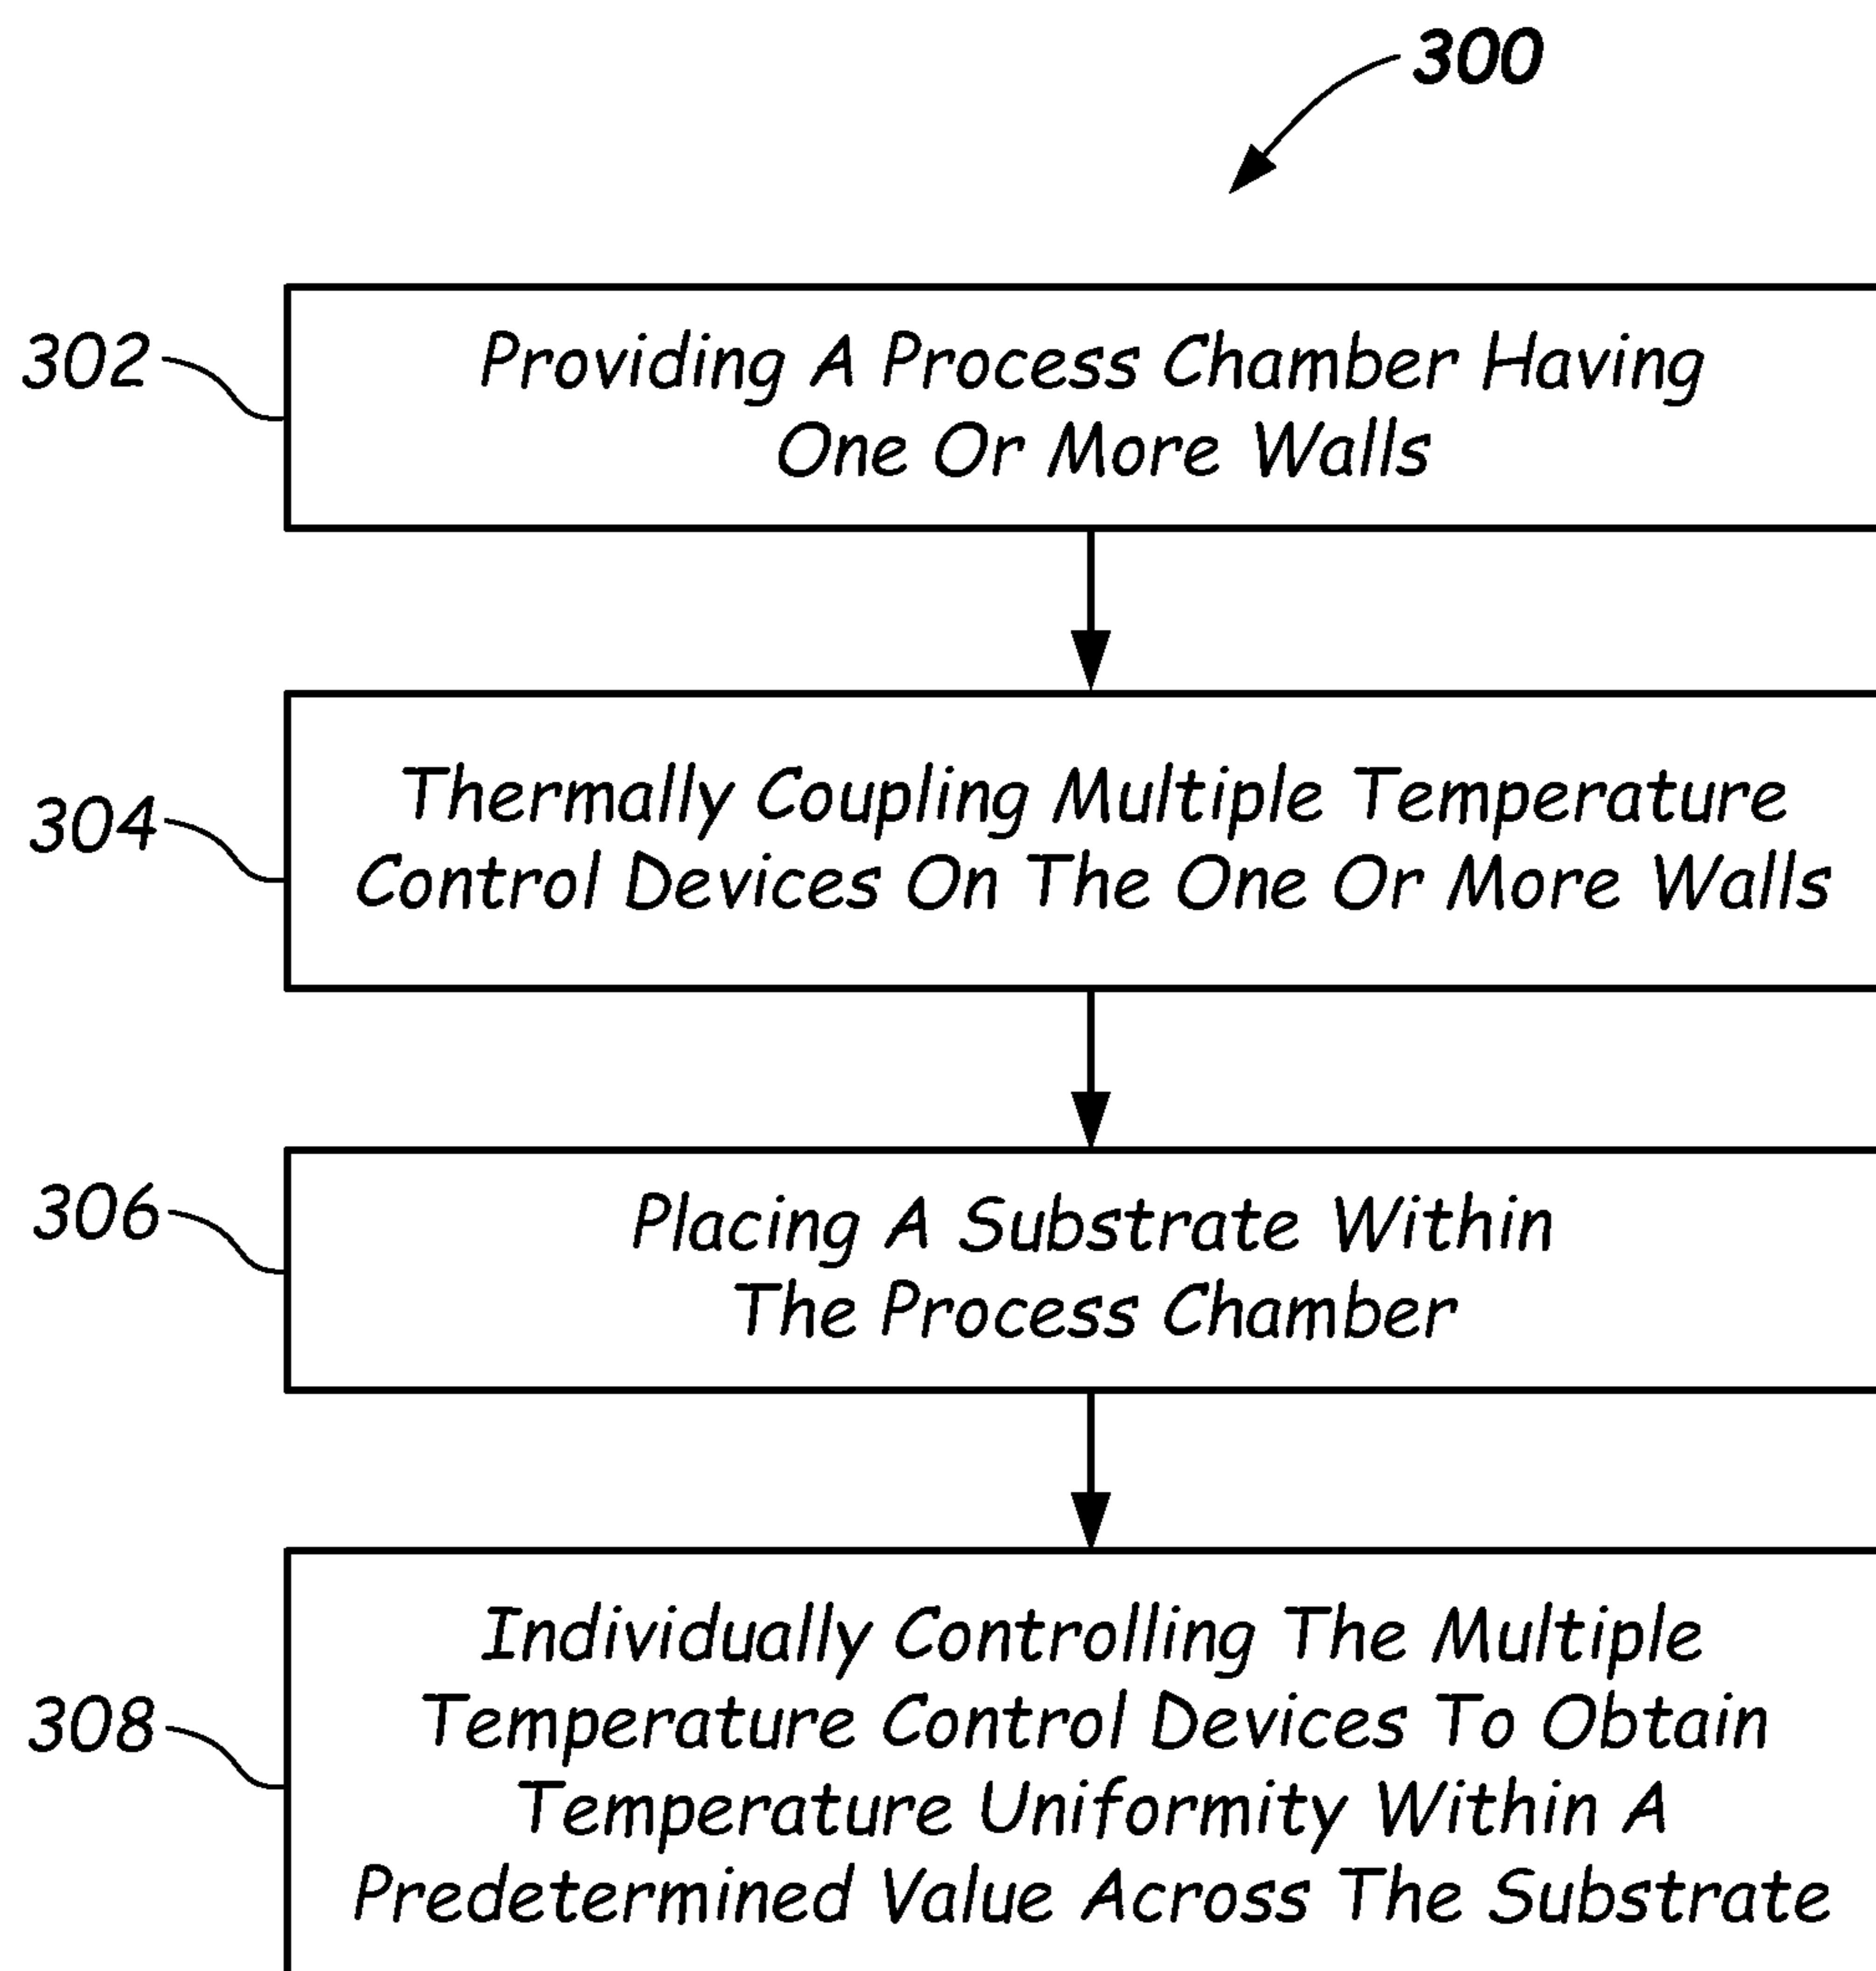 300
302
Providing A Process Chamber Having
One Or More Walls
304
Thermally Coupling Multiple Temperature
Control Devices On The One Or More Walls
306
Placing A Substrate Within
The Process Chamber
308
Individually Controlling The Multiple
Temperature Control Devices To Obtain
Temperature Uniformity Within A
Predetermined Value Across The Substrate